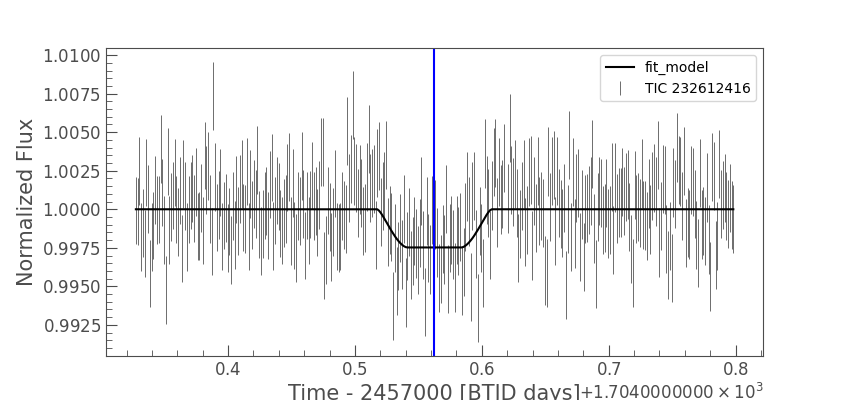 1.0100
1.0075
1.0050
1.0025
1.0000
0.9975
0.9950
0.9925
Normalized Flux
fit_model
TIC 232612416
0.4
0.5
0.6
0.7
0.8
Time - 2457000 [BTJD days]
+1.7040000000 × 10³